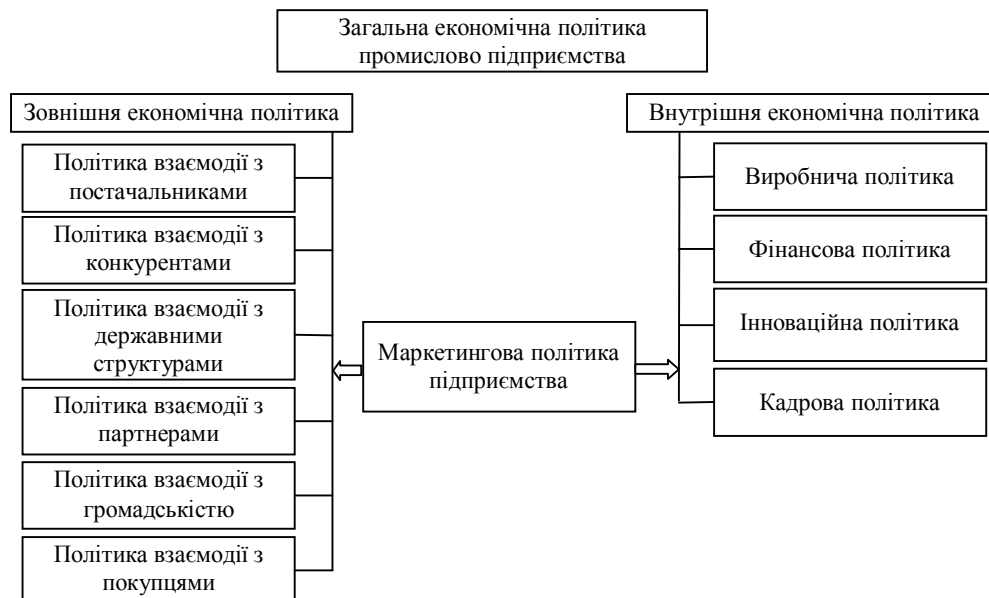 Загальна економічна політика
промислово підприємства
Зовнішня економічна політика
Політика взаємодії з
постачальниками
Політика взаємодії з
конкурентами
Політика взаємодії з
державними
структурами
Політика взаємодії з
партнерами
Політика взаємодії з
громадськістю
Політика взаємодії з
покупцями
Маркетингова політика
підприємства
Внутрішня економічна політика
Виробнича політика
Фінансова політика
Інноваційна політика
Кадрова політика